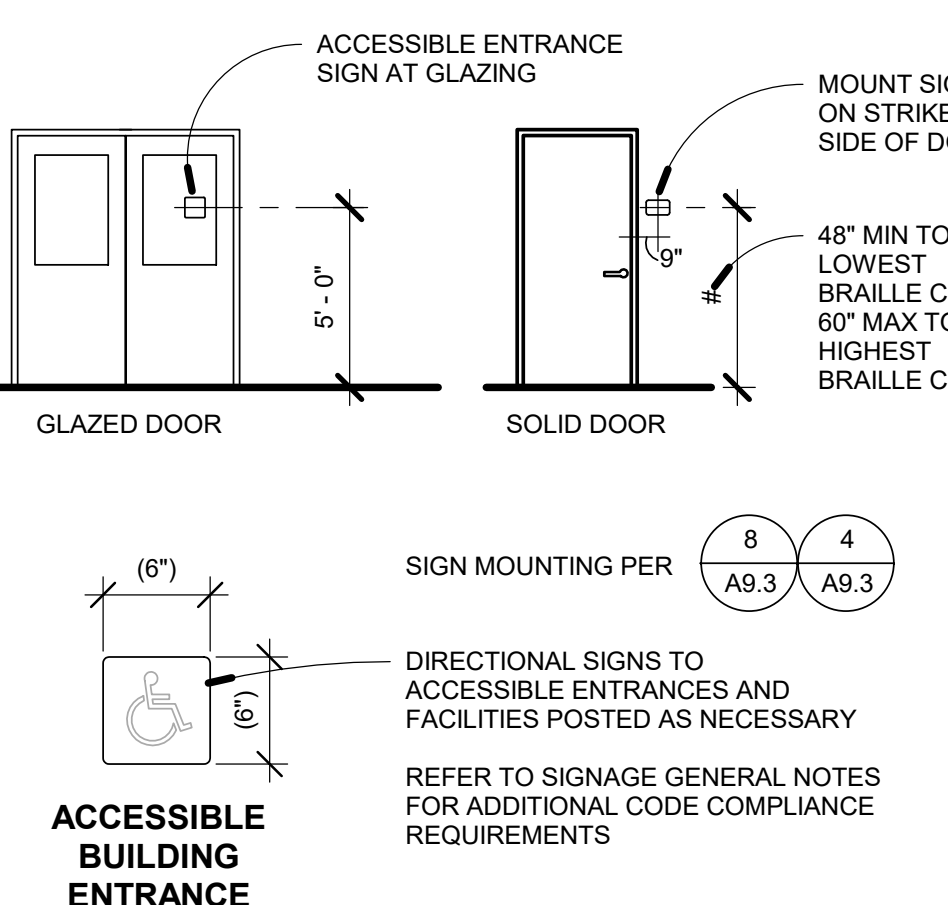 ACCESSIBLE ENTRANCE
SIGN AT GLAZING
MOUNT
ON
SIDE OF
5' - 0"
9"
#
48" MIN TO
LOWEST
BRAILLE
60" MAX
HIGHEST
BRAILLE
GLAZED DOOR
SOLID DOOR
(6")
(6")
SIGN MOUNTING PER
8
A9.3
4
A9.3
DIRECTIONAL SIGNS TO
ACCESSIBLE ENTRANCES AND
FACILITIES POSTED AS NECESSARY
REFER TO SIGNAGE GENERAL NOTES
FOR ADDITIONAL CODE COMPLIANCE
REQUIREMENTS
ACCESSIBLE
BUILDING
ENTRANCE